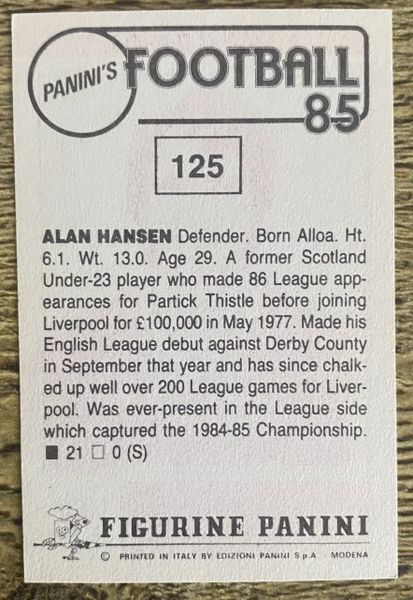 PANINI'S
FOOTBALL
85
125
ALAN HANSEN Defender. Born Alloa. Ht.
6.1. Wt. 13.0. Age 29. A former Scotland
Under-23 player who made 86 League app-
earances for Partick Thistle before joining
Liverpool for £100,000 in May 1977. Made his
English League debut against Derby County
in September that year and has since chalk-
ed up well over 200 League games for Liver-
pool. Was ever-present in the League side
which captured the 1984-85 Championship.
■ 21 □ 0 (S)
FIGURINE PANINI
© PRINTED IN ITALY BY EDIZIONI PANINI S.p.A. MODENA